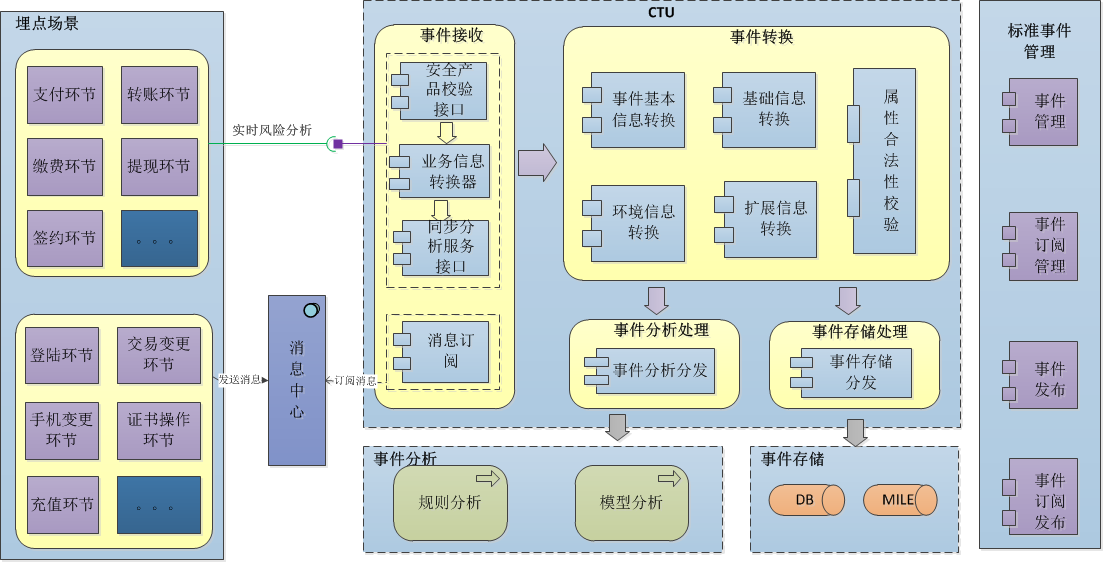 埋点场景
支付环节
转账环节
缴费环节
提现环节
签约环节
。。。
登陆环节
交易变更
环节
手机变更
环节
证书操作
环节
充值环节
。。。
实时风险分析
发送消息
消
息
中
心
订阅消息
CTU
事件接收
安全产
品校验
接口
业务信息
转换器
同步分
析服务
接口
消息订
阅
事件转换
事件基本
信息转换
基础信息
转换
环境信息
转换
扩展信息
转换
属
性
合
法
性
校
验
事件分析处理
事件分析分发
事件存储处理
事件存储
分发
事件分析
规则分析
模型分析
事件存储
DB
MILE
标准事件
管理
事件
管理
事件
订阅
管理
事件
发布
事件
订阅
发布